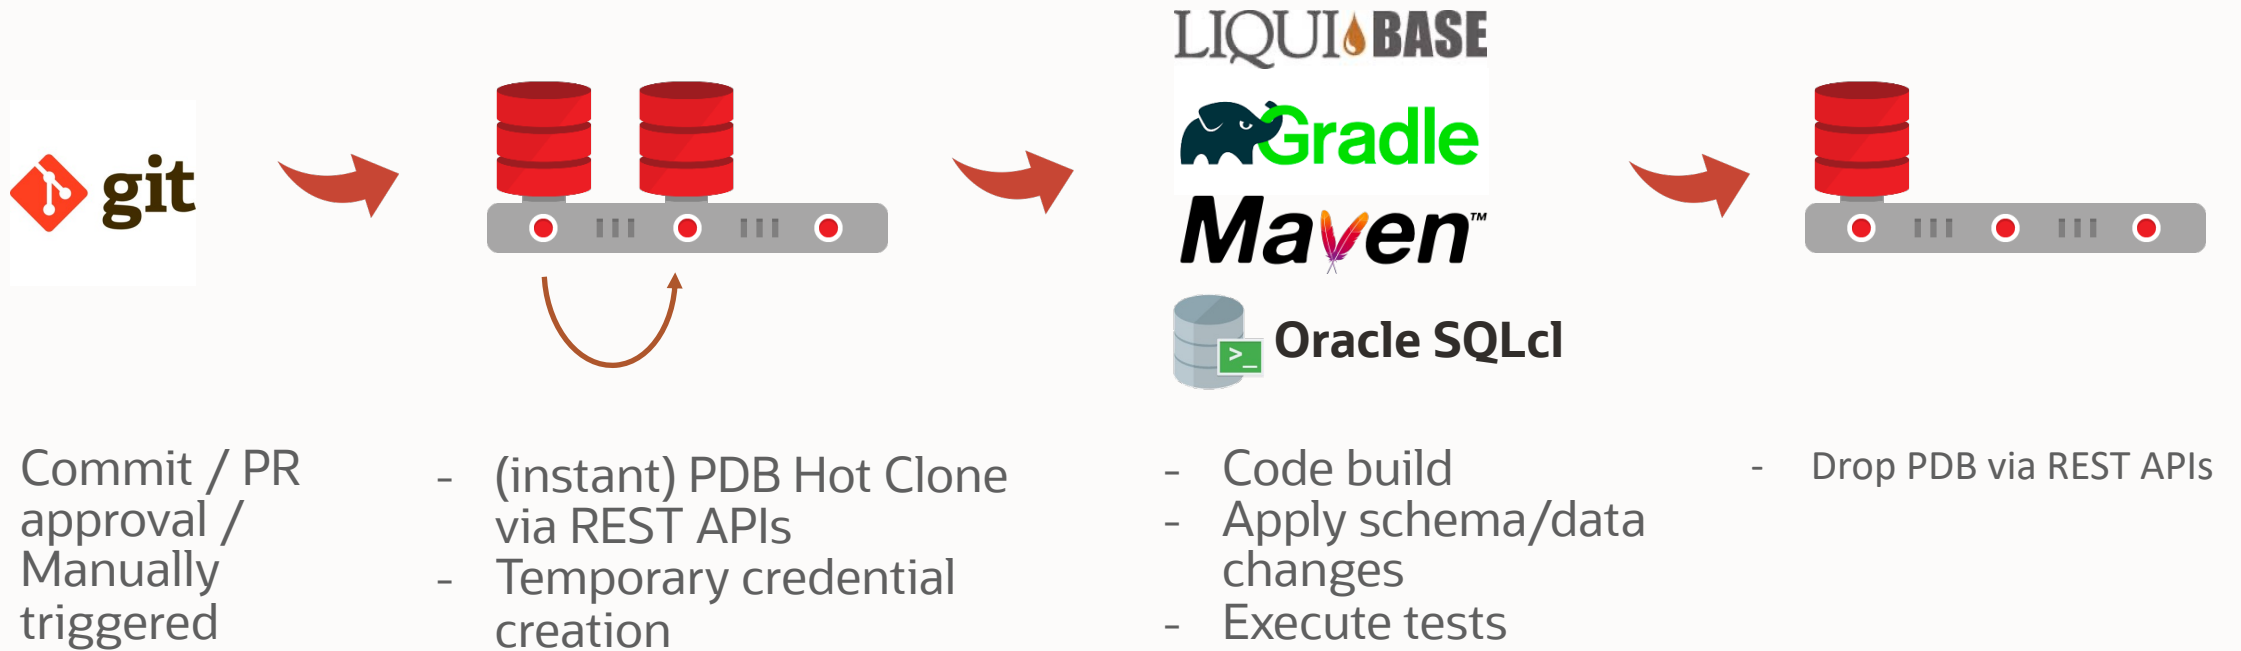 git
LIQUIBASE
Gradle
Maven™
>_
Oracle SQLcl
Commit / PR
approval /
Manually
triggered
- (instant) PDB Hot Clone
via REST APIs
- Temporary credential
creation
- Code build
- Apply schema/data
changes
- Execute tests
- Drop PDB via REST APIs